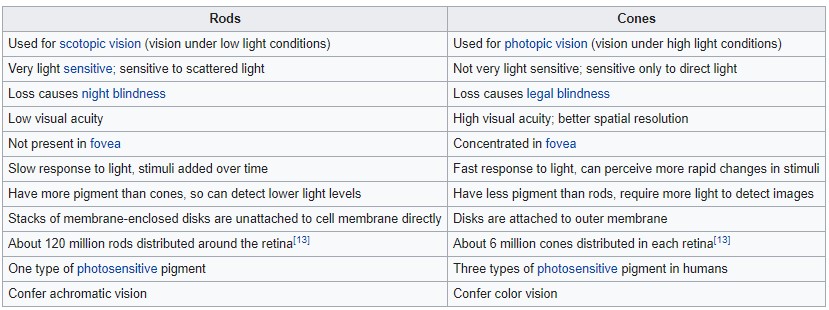 Rods Cones
Used for scotopic vision (vision under low light conditions) Used for photopic vision (vision under high light conditions)
Very light sensitive; sensitive to scattered light Not very light sensitive; sensitive only to direct light
Loss causes night blindness Loss causes legal blindness
Low visual acuity High visual acuity; better spatial resolution
Not present in fovea Concentrated in fovea
Slow response to light, stimuli added over time Fast response to light, can perceive more rapid changes in stimuli
Have more pigment than cones, so can detect lower light levels Have less pigment than rods, require more light to detect images
Stacks of membrane-enclosed disks are unattached to cell membrane directly Disks are attached to outer membrane
About 120 million rods distributed around the retina[13] About 6 million cones distributed in each retina[13]
One type of photosensitive pigment Three types of photosensitive pigment in humans
Confer achromatic vision Confer color vision